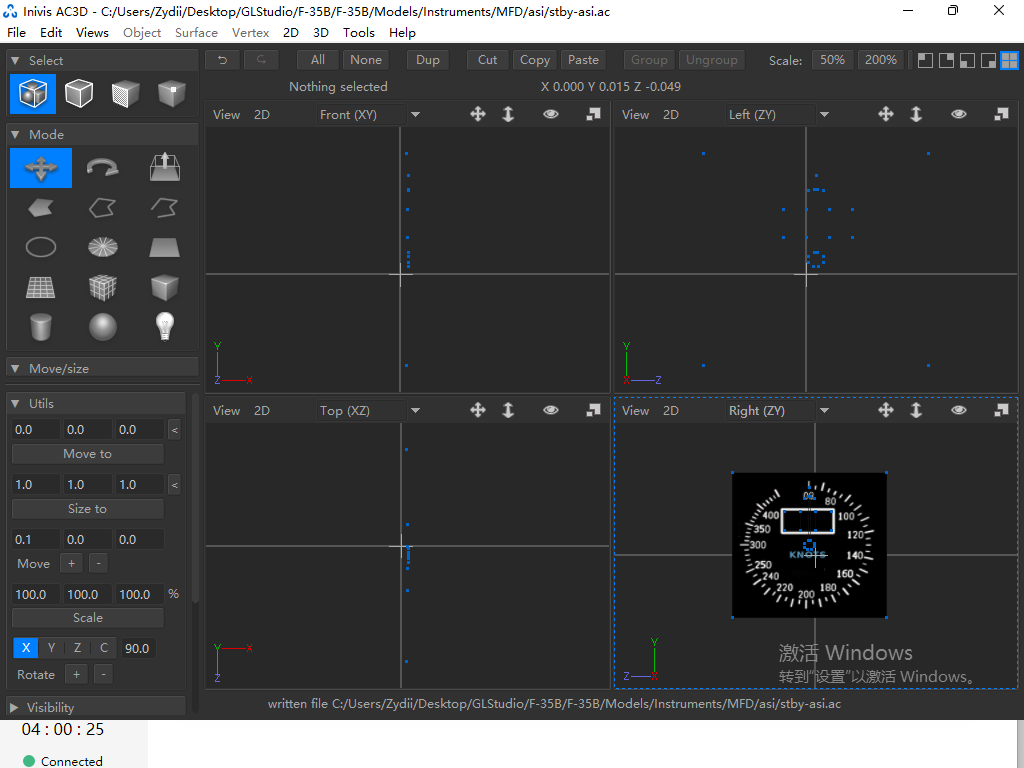 Inivis AC3D - C:/Users/Zydii/Desktop/GLStudio/F-35B/F-35B/Models/Instruments/MFD/asi/stby-asi.ac
File Edit Views Object Surface Vertex 2D 3D Tools Help
Select
All None Dup Cut Copy Paste Group Ungroup Scale: 50% 200%
Nothing selected X 0.000 Y 0.015 Z -0.049
View 2D Front (XY)
View 2D Left (ZY)
Mode
Y
Z X
Y
X Z
Move/size
Utils
0.0 0.0 0.0 <
Move to
1.0 1.0 1.0 <
Size to
0.1 0.0 0.0
Move + -
100.0 100.0 100.0 %
Scale
X Y Z C 90.0
Rotate + -
Visibility
View 2D Top (XZ)
Y X
Z
View 2D Right (ZY)
80
400 100
350 120
300 KNOTS 140
250 160
240 180
220 200
Y
Z X
激活 Windows
转到"设置"以激活 Windows。
written file C:/Users/Zydii/Desktop/GLStudio/F-35B/F-35B/Models/Instruments/MFD/asi/stby-asi.ac
04 : 00 : 25
Connected